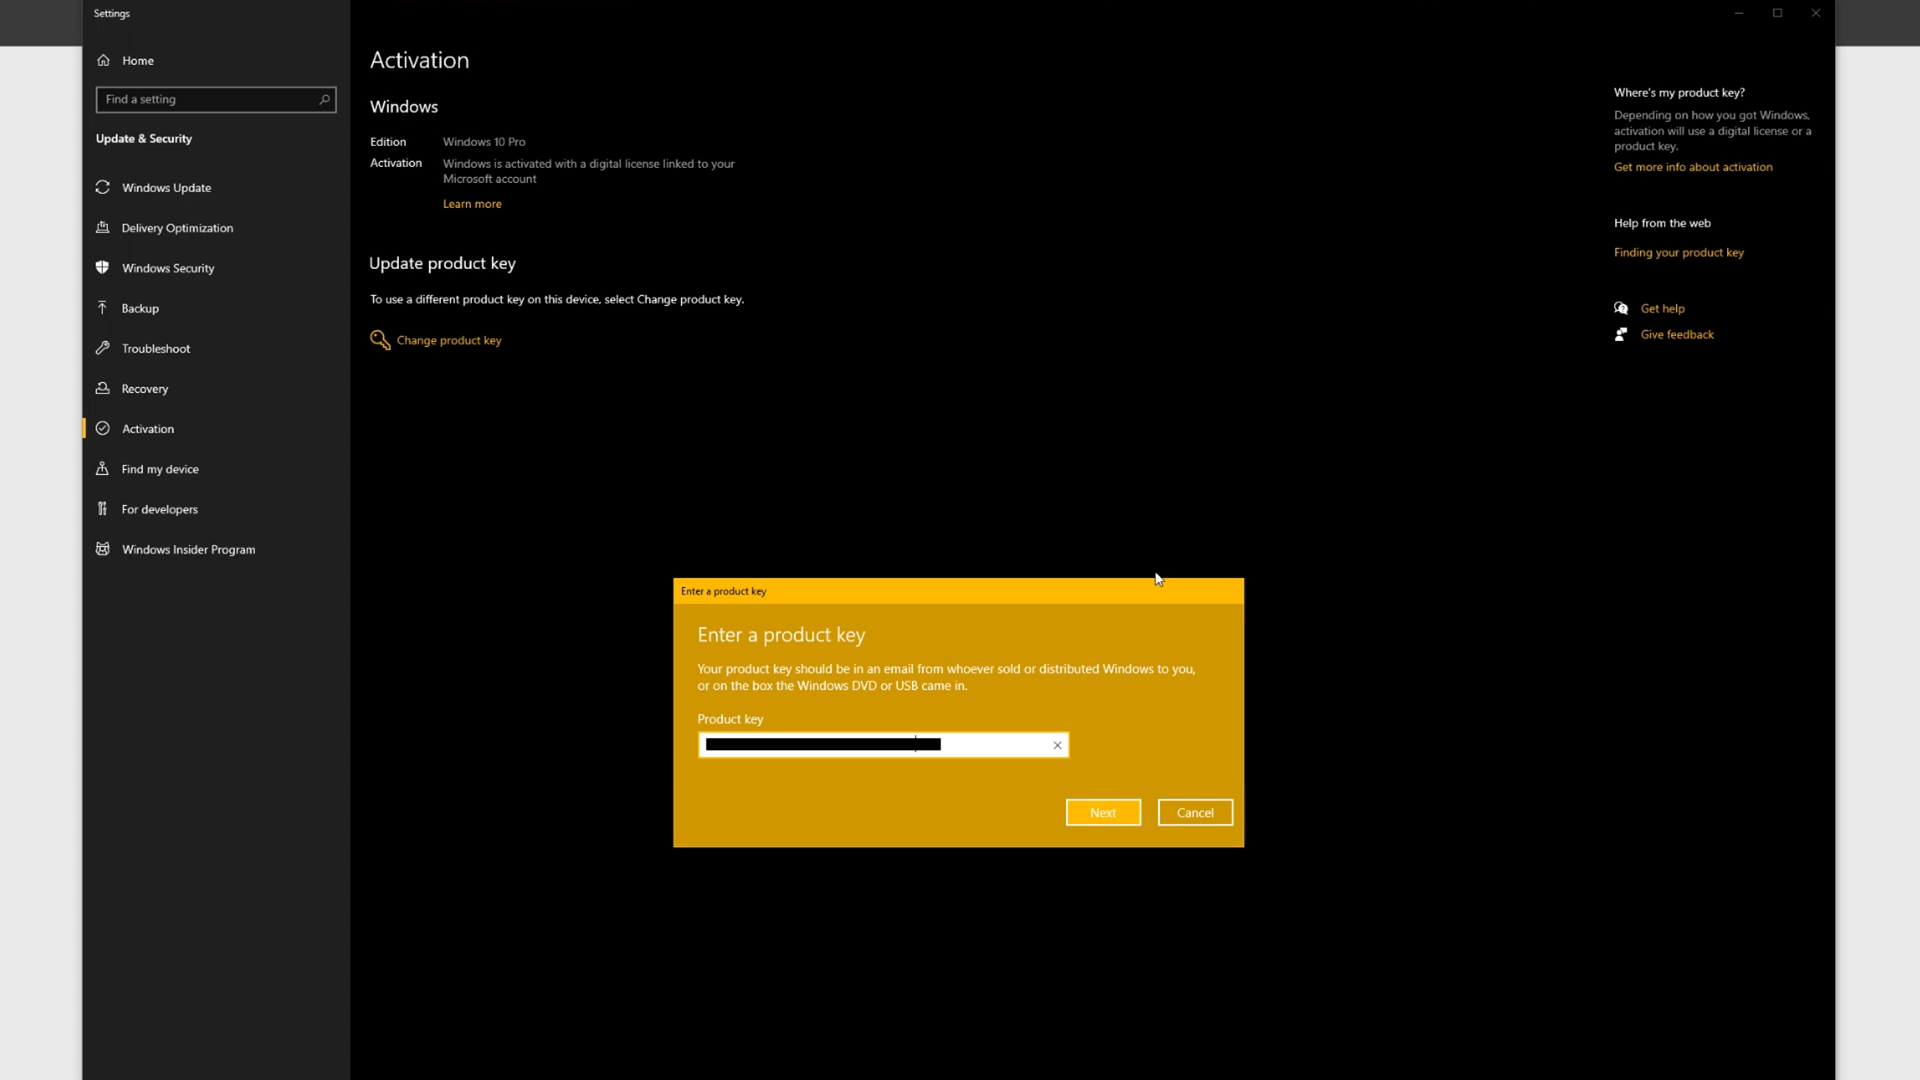 Settings
Home
Find a setting
Update & Security
Windows Update
Delivery Optimization
Windows Security
Backup
Troubleshoot
Recovery
Activation
Find my device
For developers
Windows Insider Program
Activation
Windows
Edition Windows 10 Pro
Activation Windows is activated with a digital license linked to your
Microsoft account
Learn more
Update product key
To use a different product key on this device, select Change product key.
Change product key
Where's my product key?
Depending on how you got Windows,
activation will use a digital license or a
product key.
Get more info about activation
Help from the web
Finding your product key
Get help
Give feedback
Enter a product key
Enter a product key
Your product key should be in an email from whoever sold or distributed Windows to you,
or on the box the Windows DVD or USB came in.
Product key
Next Cancel